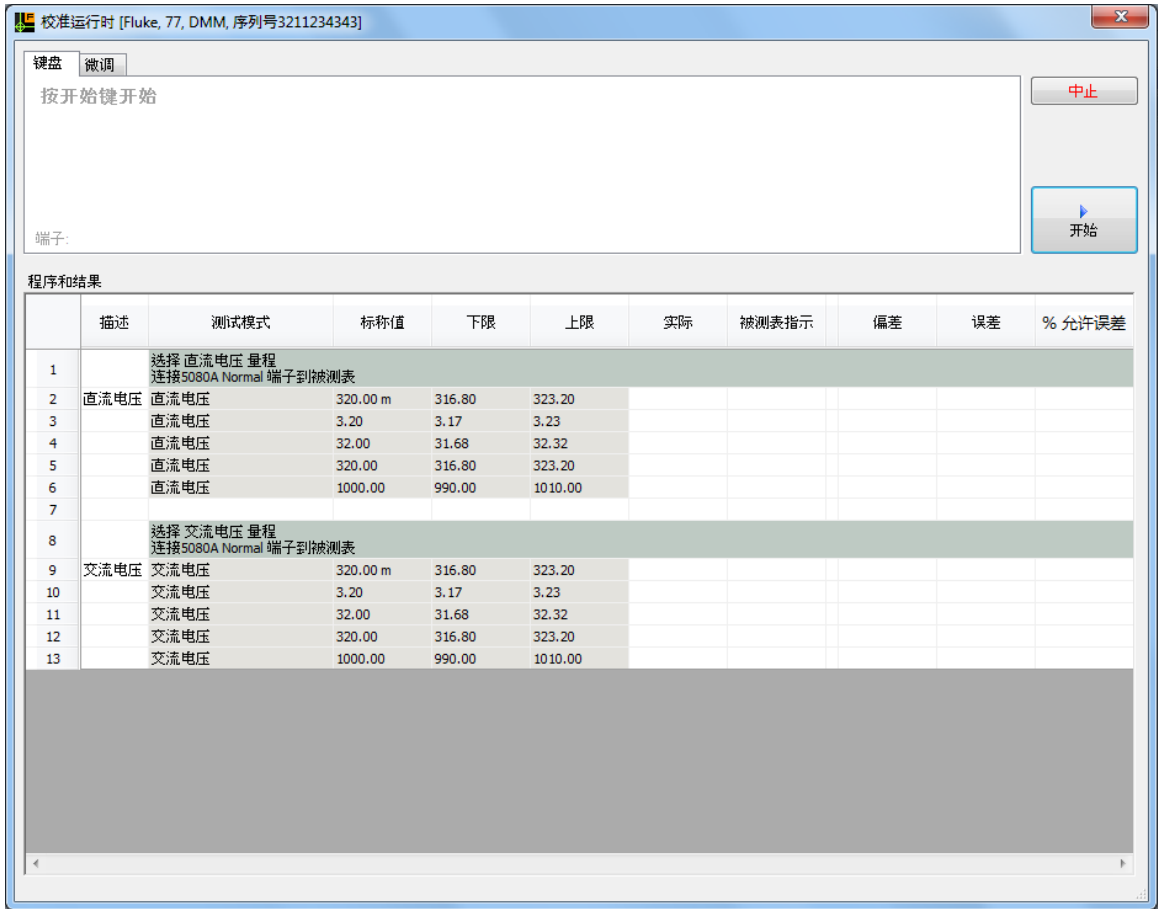 校准运行时 [Fluke, 77, DMM, 序列号3211234343]
键盘 微调
按开始键开始
中止
开始
端子:
程序和结果
描述 测试模式 标称值 下限 上限 实际 被测表指示 偏差 误差 % 允许误差
1 选择 直流电压 量程
连接5080A Normal 端子到被测表
2 直流电压 直流电压 320.00 m 316.80 323.20
3 直流电压 3.20 3.17 3.23
4 直流电压 32.00 31.68 32.32
5 直流电压 320.00 316.80 323.20
6 直流电压 1000.00 990.00 1010.00
7
8 选择 交流电压 量程
连接5080A Normal 端子到被测表
9 交流电压 交流电压 320.00 m 316.80 323.20
10 交流电压 3.20 3.17 3.23
11 交流电压 32.00 31.68 32.32
12 交流电压 320.00 316.80 323.20
13 交流电压 1000.00 990.00 1010.00